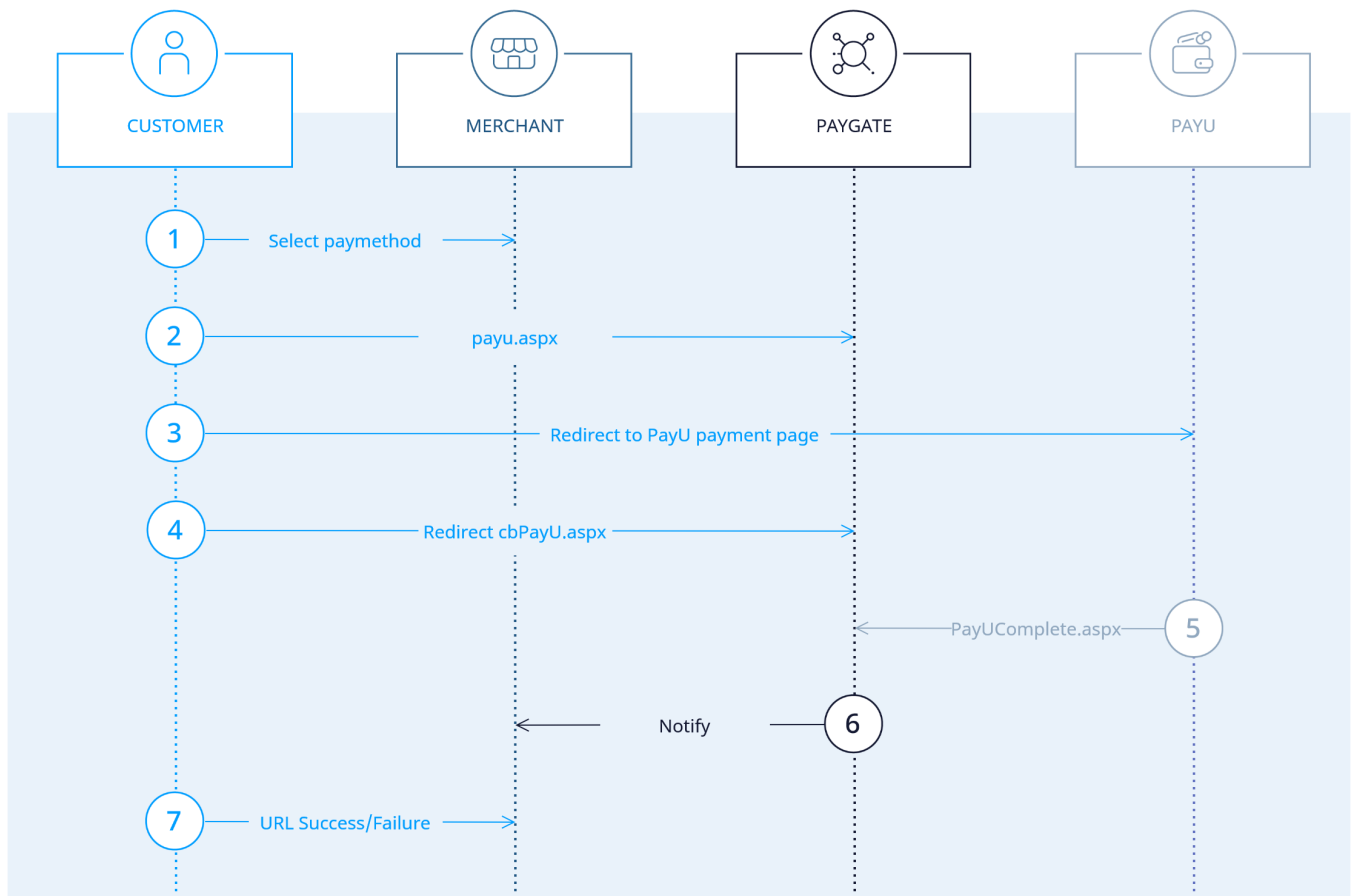 CUSTOMER
MERCHANT
PAYGATE
PAYU
1
Select paymethod
2
payu.aspx
3
Redirect to PayU payment page
4
Redirect cbPayU.aspx
PayUComplete.aspx
5
Notify
6
7
URL Success/Failure